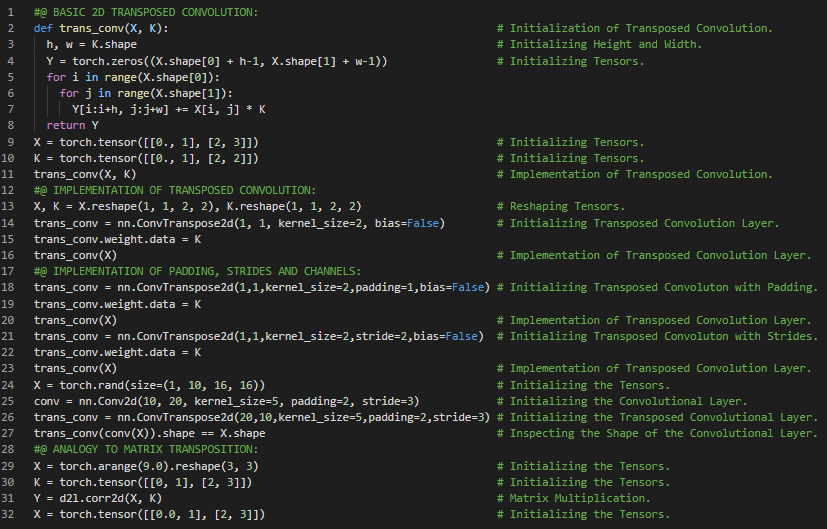 1 #@ BASIC 2D TRANSPOSED CONVOLUTION:
2 def trans_conv(X, K): # Initialization of Transposed Convolution.
3 h, w = K.shape # Initializing Height and Width.
4 Y = torch.zeros((X.shape[0] + h-1, X.shape[1] + w-1)) # Initializing Tensors.
5 for i in range(X.shape[0]):
6 for j in range(X.shape[1]):
7 Y[i:i+h, j:j+w] += X[i, j] * K
8 return Y
9 X = torch.tensor([[0., 1], [2, 3]]) # Initializing Tensors.
10 K = torch.tensor([[0., 1], [2, 2]]) # Initializing Tensors.
11 trans_conv(X, K) # Implementation of Transposed Convolution.
12 #@ IMPLEMENTATION OF TRANSPOSED CONVOLUTION:
13 X, K = X.reshape(1, 1, 2, 2), K.reshape(1, 1, 2, 2) # Reshaping Tensors.
14 trans_conv = nn.ConvTranspose2d(1, 1, kernel_size=2, bias=False) # Initializing Transposed Convolution Layer.
15 trans_conv.weight.data = K
16 trans_conv(X) # Implementation of Transposed Convolution Layer.
17 #@ IMPLEMENTATION OF PADDING, STRIDES AND CHANNELS:
18 trans_conv = nn.ConvTranspose2d(1,1,kernel_size=2,padding=1,bias=False) # Initializing Transposed Convoluton with Padding.
19 trans_conv.weight.data = K
20 trans_conv(X) # Implementation of Transposed Convolution Layer.
21 trans_conv = nn.ConvTranspose2d(1,1,kernel_size=2,stride=2,bias=False) # Initializing Transposed Convoluton with Strides.
22 trans_conv.weight.data = K
23 trans_conv(X) # Implementation of Transposed Convolution Layer.
24 X = torch.rand(size=(1, 10, 16, 16)) # Initializing the Tensors.
25 conv = nn.Conv2d(10, 20, kernel_size=5, padding=2, stride=3) # Initializing the Convolutional Layer.
26 trans_conv = nn.ConvTranspose2d(20,10,kernel_size=5,padding=2,stride=3) # Initializing the Transposed Convolutional Layer.
27 trans_conv(conv(X)).shape == X.shape # Inspecting the Shape of the Convolutional Layer.
28 #@ ANALOGY TO MATRIX TRANSPOSITION:
29 X = torch.arange(9.0).reshape(3, 3) # Initializing the Tensors.
30 K = torch.tensor([[0, 1], [2, 3]]) # Initializing the Tensors.
31 Y = d2l.corr2d(X, K) # Matrix Multiplication.
32 X = torch.tensor([[0.0, 1], [2, 3]]) # Initializing the Tensors.